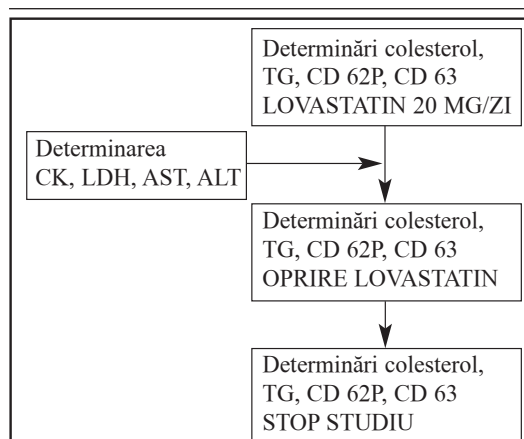 Determinări colesterol,
TG, CD 62P, CD 63
LOVASTATIN 20 MG/ZI
Determinarea
CK, LDH, AST, ALT
Determinări colesterol,
TG, CD 62P, CD 63
OPRIRE LOVASTATIN
Determinări colesterol,
TG, CD 62P, CD 63
STOP STUDIU